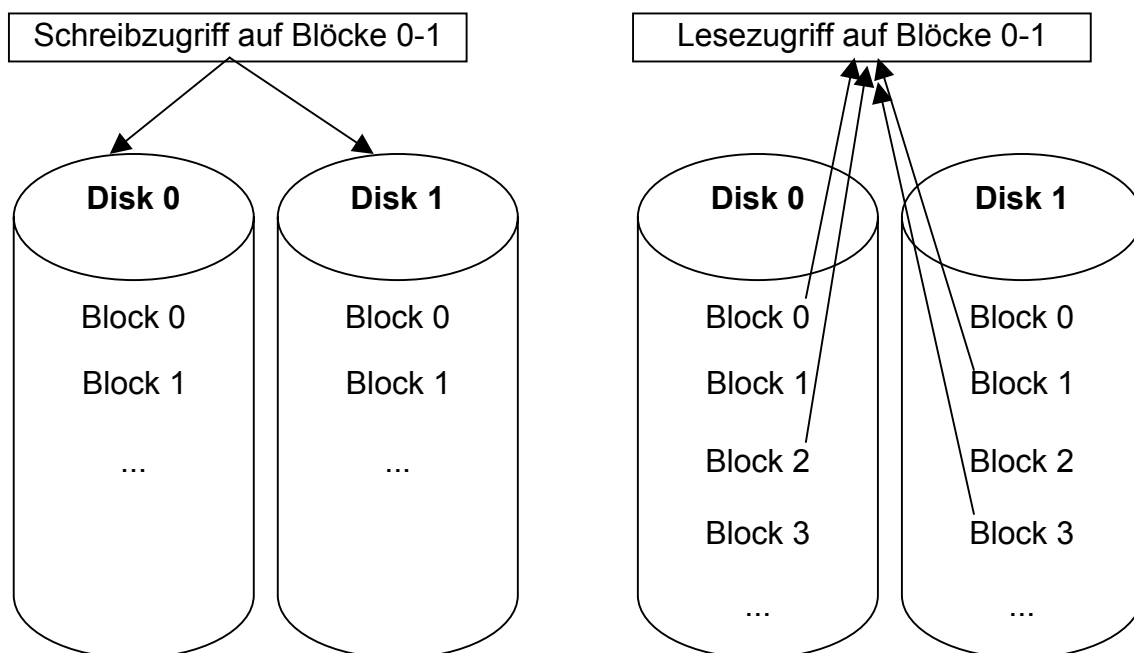 Schreibzugriff auf Blöcke 0-1
Disk 0
Disk 1
Block 0
Block 0
Block 1
Block 1
...
...
Lesezugriff auf Blöcke 0-1
Disk 0
Disk 1
Block 0
Block 0
Block 1
Block 1
Block 2
Block 2
Block 3
Block 3
...
...